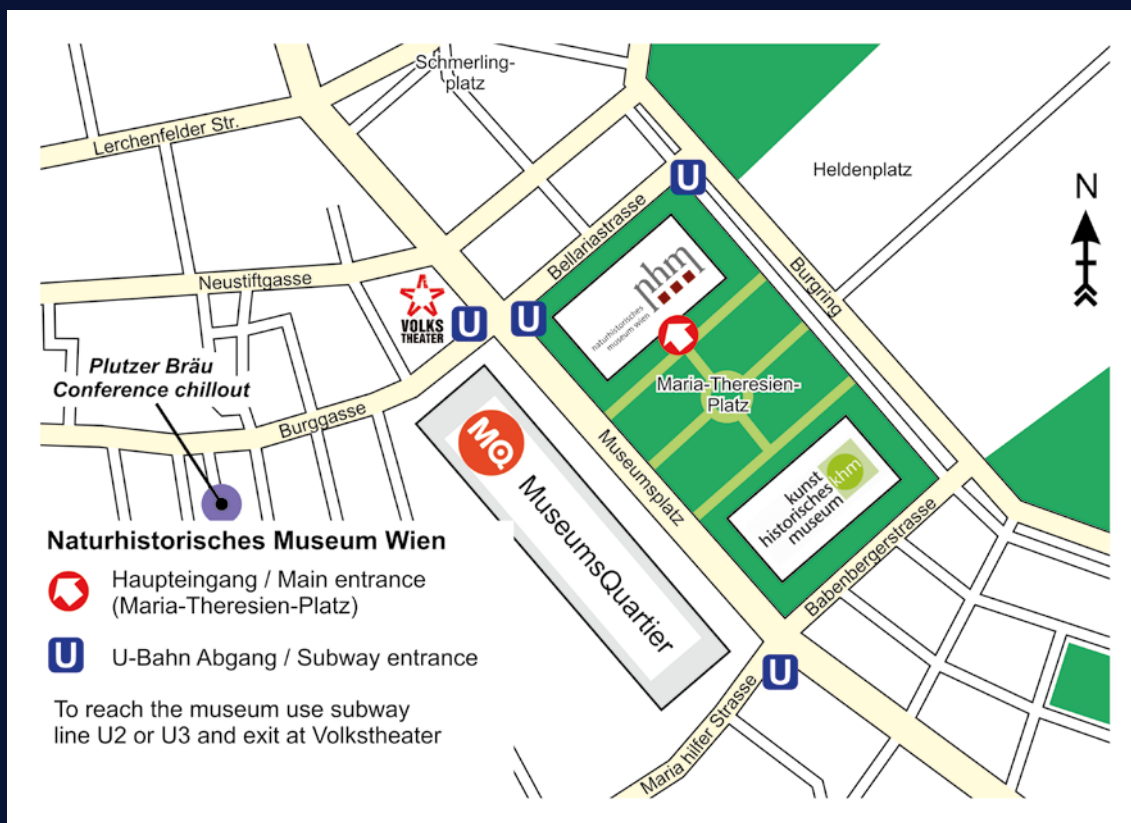 Schmerling-
platz
Lerchenfelder Str.
Heldenplatz
N
U
Bellariastrasse
nhm
naturhistorisches
museum wien
Burgring
Neustiftgasse
VOLKS
THEATER
U
U
Plutzer Bräu
Conference chillout
Maria-Theresien-
Platz
Burggasse
MQ
MuseumsQuartier
Museumsplatz
kunst
historisches
museum
khm
Babenbergerstrasse
Naturhistorisches Museum Wien
Haupteingang / Main entrance
(Maria-Theresien-Platz)
U
U-Bahn Abgang / Subway entrance
U
Maria hilfer Strasse
To reach the museum use subway
line U2 or U3 and exit at Volkstheater